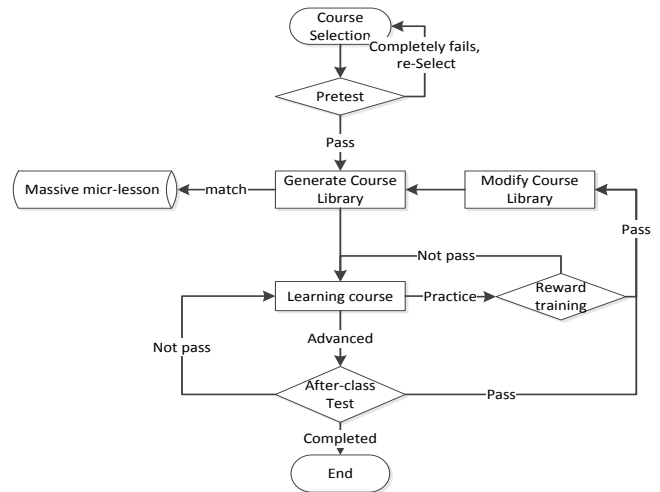 Course
Selection
Completely fails,
re-Select
Pretest
Pass
Massive micr-lesson
match
Generate Course
Library
Modify Course
Library
Pass
Not pass
Learning course
Practice
Reward
training
Advanced
Not pass
After-class
Test
Pass
Completed
End